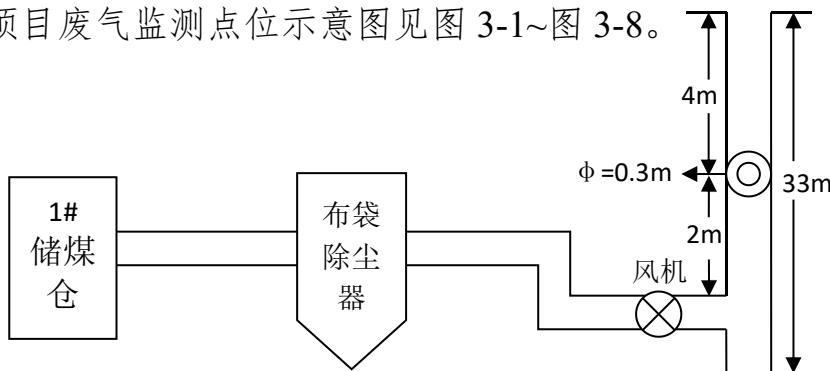 项目废气监测点位示意图见图 3-1~图 3-8。
4m
φ=0.3m
33m
2m
1#
储煤
仓
布袋
除尘
器
风机